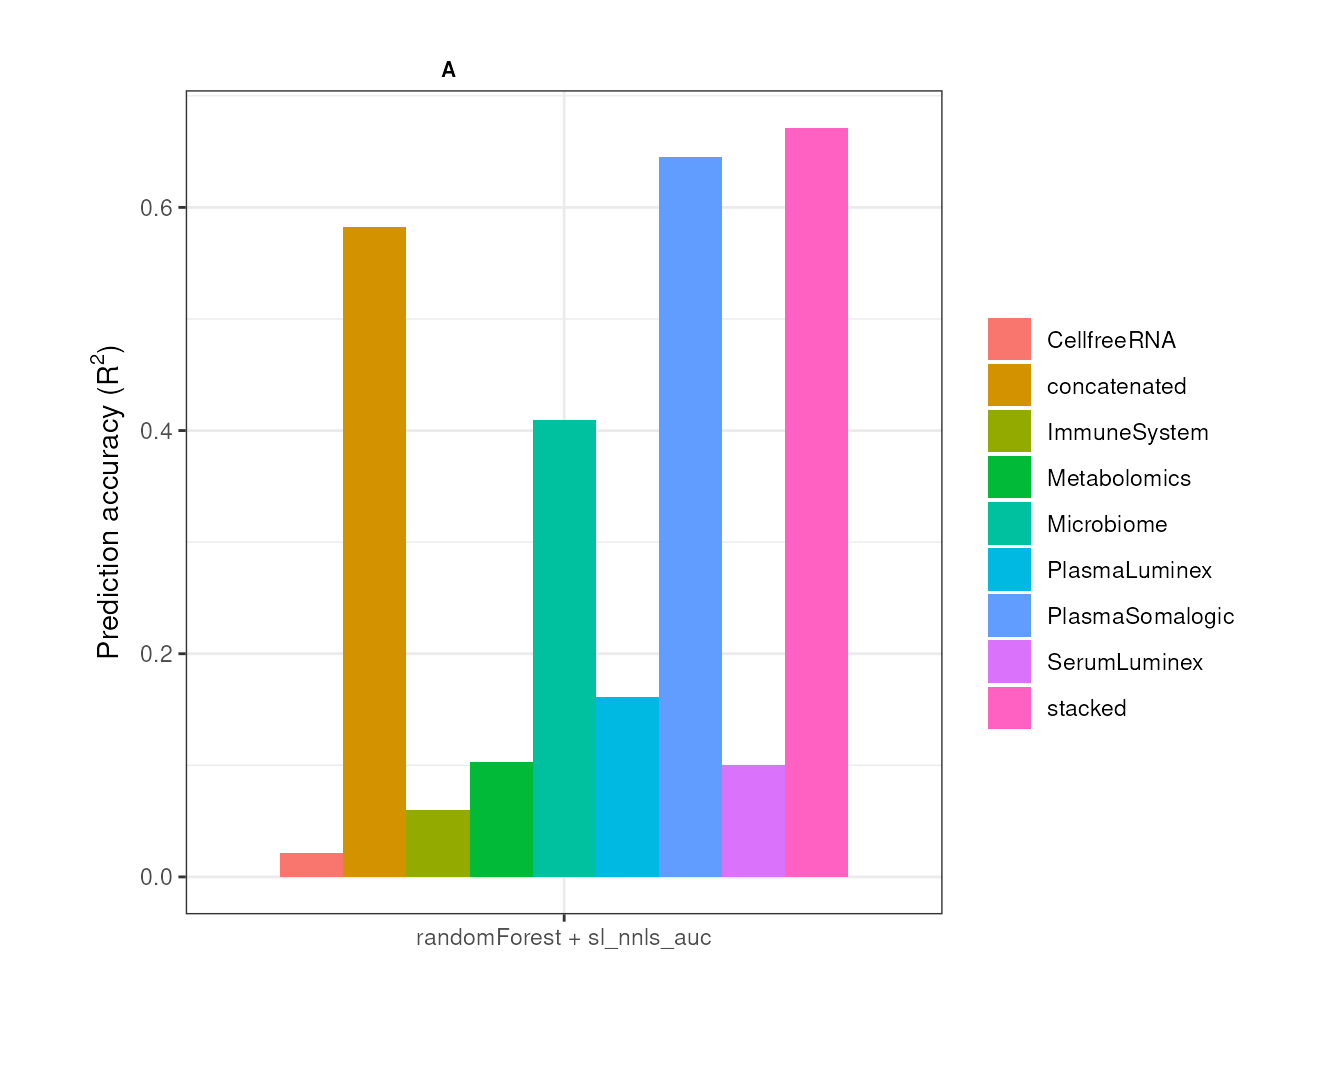 A
Prediction accuracy (R²)
0.6
0.4
0.2
0.0
randomForest + sl_nnls_auc
CellfreeRNA
concatenated
ImmuneSystem
Metabolomics
Microbiome
PlasmaLuminex
PlasmaSomalogic
SerumLuminex
stacked